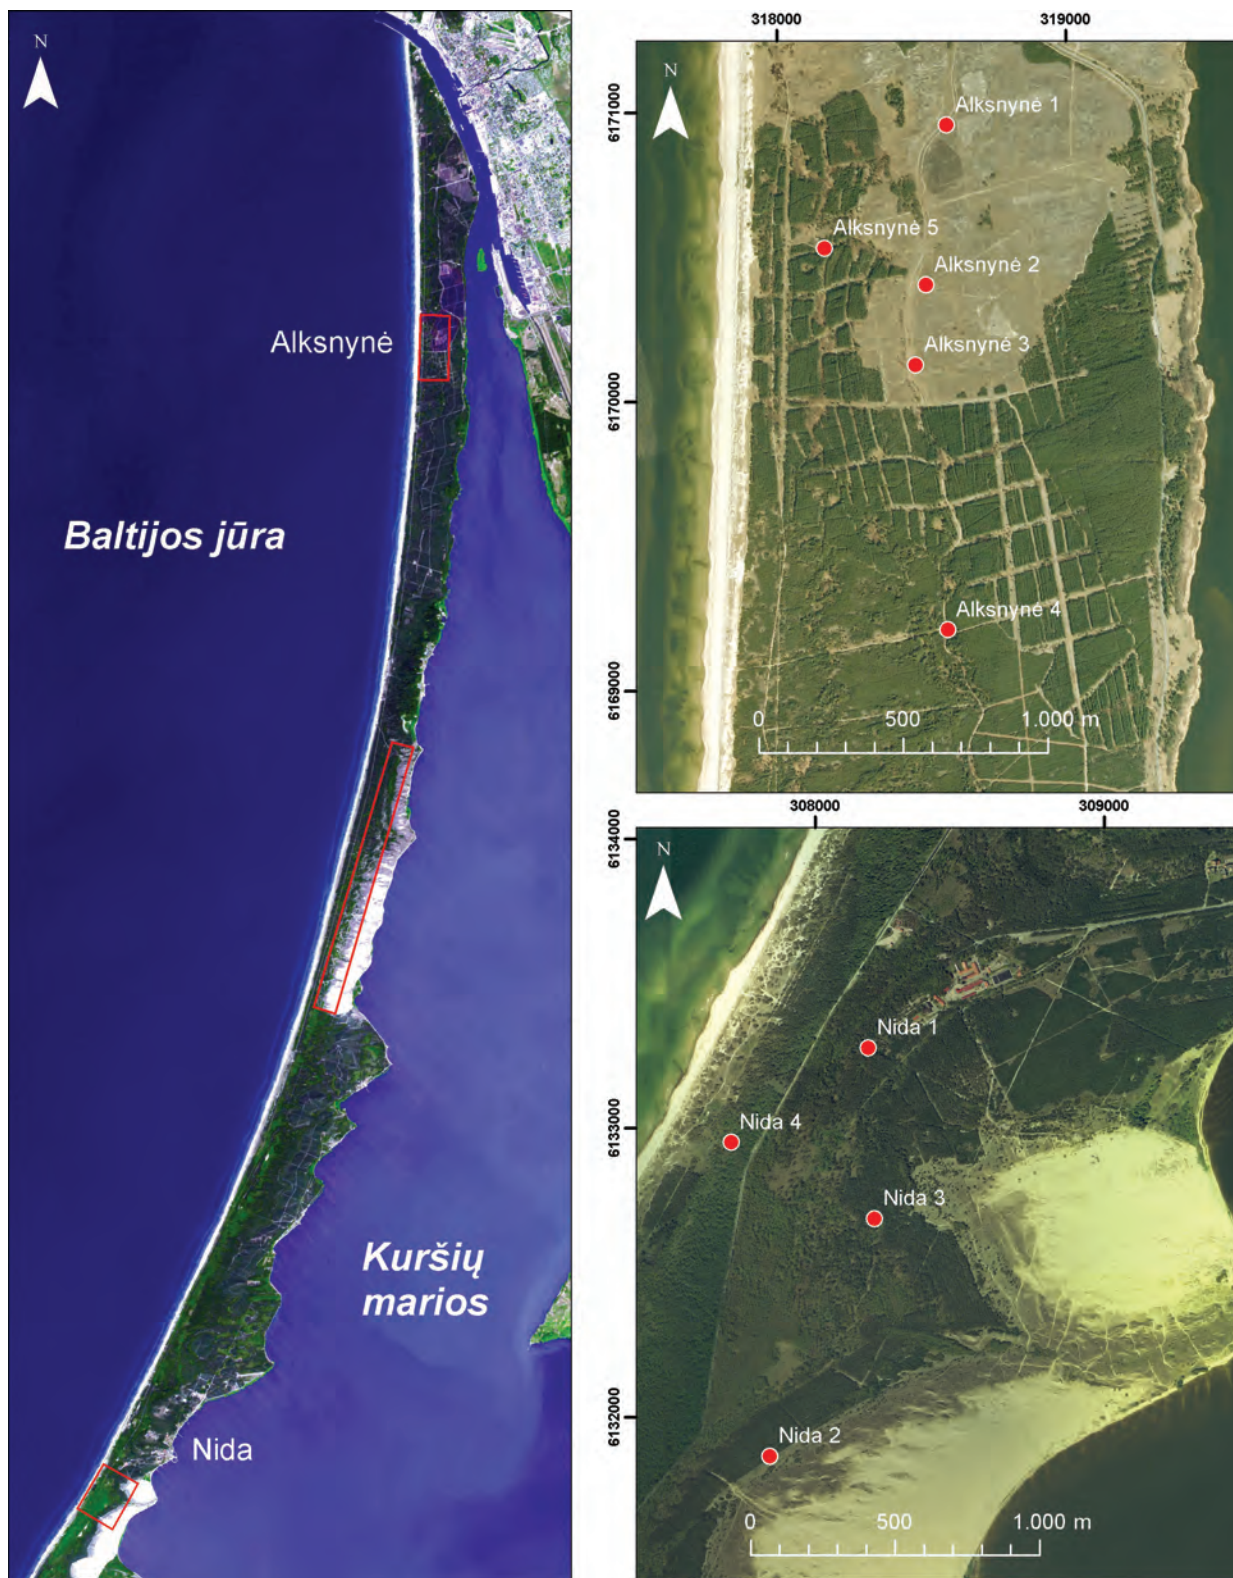 N
Alksnynė
Baltijos jūra
Kuršių
marios
Nida
318000
319000
N
6171000
6170000
6169000
Alksnynė 1
Alksnynė 5
Alksnynė 2
Alksnynė 3
Alksnynė 4
0
500
1.000 m
308000
309000
N
6134000
6133000
6132000
Nida 1
Nida 4
Nida 3
Nida 2
0
500
1.000 m